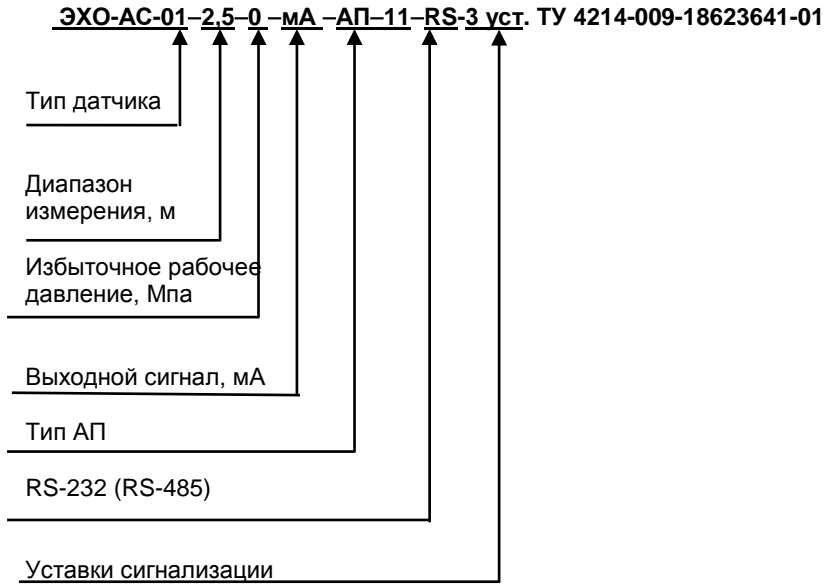 ЭХО-АС-01–2,5–0 –мА –АП–11–RS-3 уст. ТУ 4214-009-18623641-01
Тип датчика
Диапазон
измерения, м
Избыточное рабочее
давление, Мпа
Выходной сигнал, мА
Тип АП
RS-232 (RS-485)
Уставки сигнализации